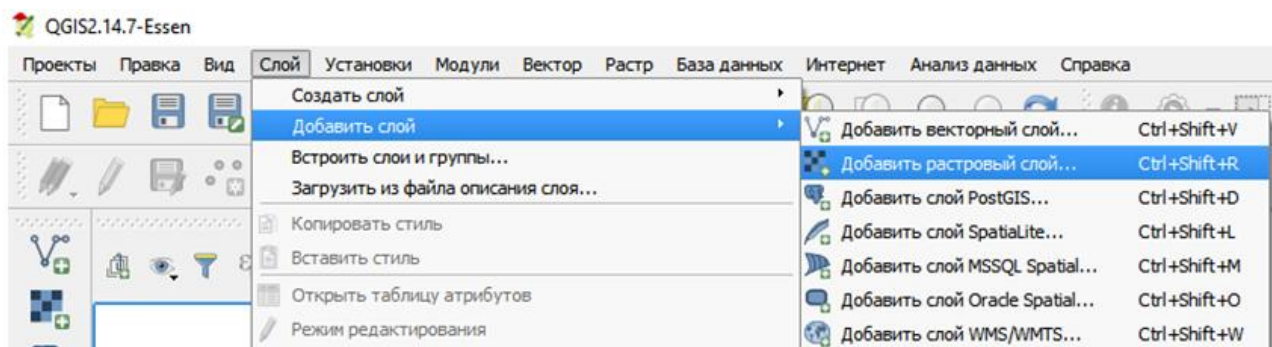 QGIS2.14.7-Essen
Проекты Правка Вид Слой Установки Модули Вектор Растр База данных Интернет Анализ данных Справка
Создать слой
Добавить слой
Встроить слои и группы...
Загрузить из файла описания слоя...
Копировать стиль
Вставить стиль
Открыть таблицу атрибутов
Режим редактирования
Добавить векторный слой... Ctrl+Shift+V
Добавить растровый слой... Ctrl+Shift+R
Добавить слой PostGIS... Ctrl+Shift+D
Добавить слой SpatiaLite... Ctrl+Shift+L
Добавить слой MSSQL Spatial... Ctrl+Shift+M
Добавить слой Oracle Spatial... Ctrl+Shift+O
Добавить слой WMS/WMTS... Ctrl+Shift+W